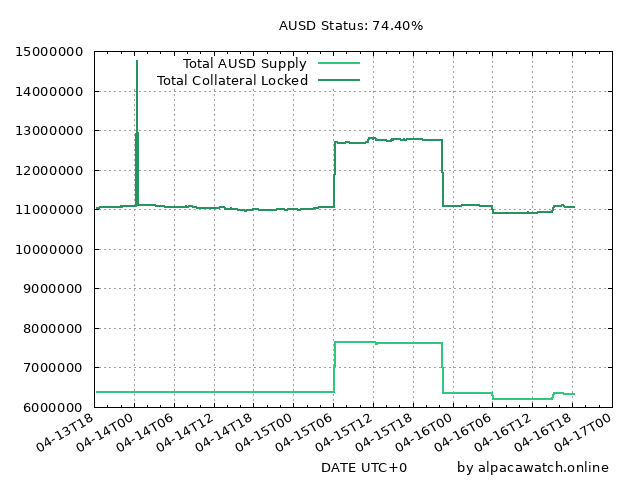 AUSD Status: 74.40%
15000000
14000000
13000000
12000000
11000000
10000000
9000000
8000000
7000000
6000000
Total AUSD Supply
Total Collateral Locked
04-13T18
04-14T00
04-14T06
04-14T12
04-14T18
04-15T00
04-15T06
04-15T12
04-15T18
04-16T00
04-16T06
04-16T12
04-16T18
04-17T00
DATE UTC+0
by alpacawatch.online